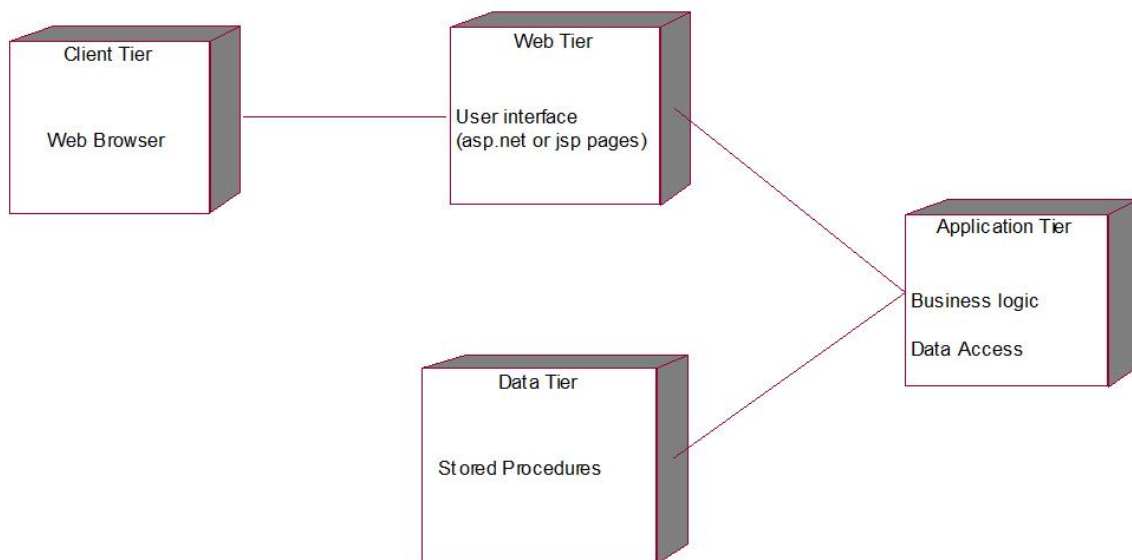 Client Tier
Web Browser
Web Tier
User interface
(asp.net or jsp pages)
Application Tier
Business logic
Data Access
Data Tier
Stored Procedures